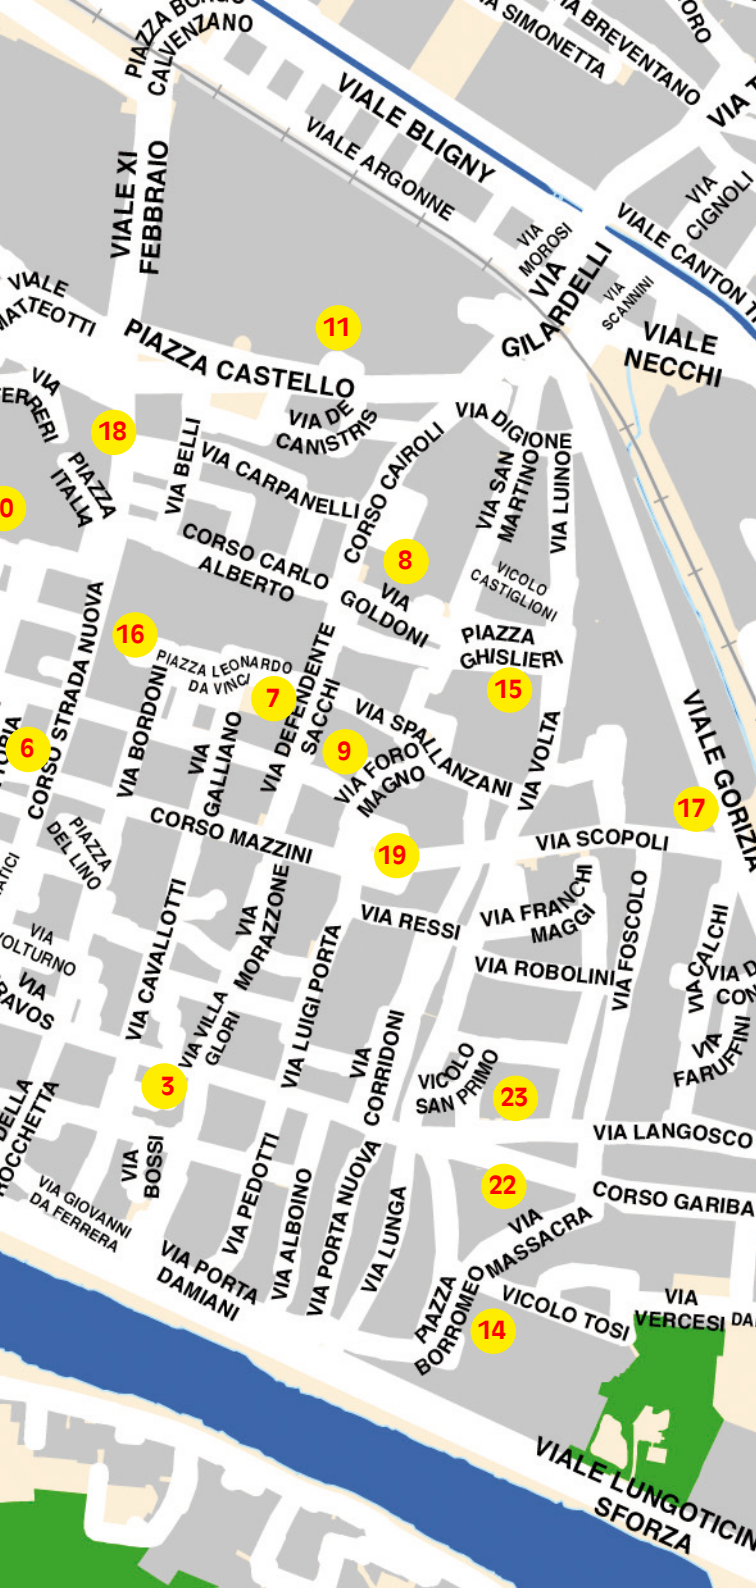 PIAZZA BORGO
CALVENZANO
VIA SIMONETTA
VIA BREVENTANO
VIALE BLIGNY
VIALE ARGONNE
VIALE XI
FEBBRAIO
VIA
CIGNOLI
VIA
MOROSI
VIALE CANTON
VIA
GILARDELLI
VIA
SCANNINI
VIALE
NECCHI
VIALE
MATTEOTTI
11
PIAZZA CASTELLO
VIA
FERRERI
18
VIA DE
CANISTRIS
VIA DIGIONE
VIA BELLI
VIA CARPANELLI
CORSO CAIROLI
VIA SAN
MARTINO
VIA LUINO
PIAZZA
ITALIA
0
CORSO CARLO
ALBERTO
8
VIA
GOLDONI
VICOLO
CASTIGLIONI
16
PIAZZA
GHISLIERI
15
PIAZZA LEONARDO
DA VINCI
CORSO STRADA NUOVA
VIA BORDONI
7
VIA
GALLIANO
VIA DEFENDENTE
SACCHI
6
9
VIA SPALLANZANI
VIA FORO
MAGNO
VIA VOLTA
VIALE GORIZIA
17
PIAZZA
DEL LINO
CORSO MAZZINI
19
VIA SCOPOLI
VIA
VOLTURNO
VIA CAVALLOTTI
VIA
MORAZZONE
VIA RESSI
VIA FRANCHI
MAGGI
VIA FOSCOLO
VIA ROBOLINI
VIA CALCHI
VIA D
CON
VIA
RAVOS
VIA VILLA
GLORI
VIA LUIGI PORTA
VIA
CORRIDONI
VIA
FARUFFINI
3
VICOLO
SAN PRIMO
23
DELLA
ROCCHETTA
VIA
BOSSI
VIA LANGOSCO
VIA GIOVANNI
DA FERRERA
VIA PEDOTTI
VIA ALBOINO
VIA PORTA NUOVA
VIA LUNGA
22
CORSO GARIBA
VIA
MASSACRA
VIA PORTA
DAMIANI
PIAZZA
BORROMEO
14
VICOLO TOSI
VIA
VERCESI
DA
VIALE LUNGOTICIN
SFORZA